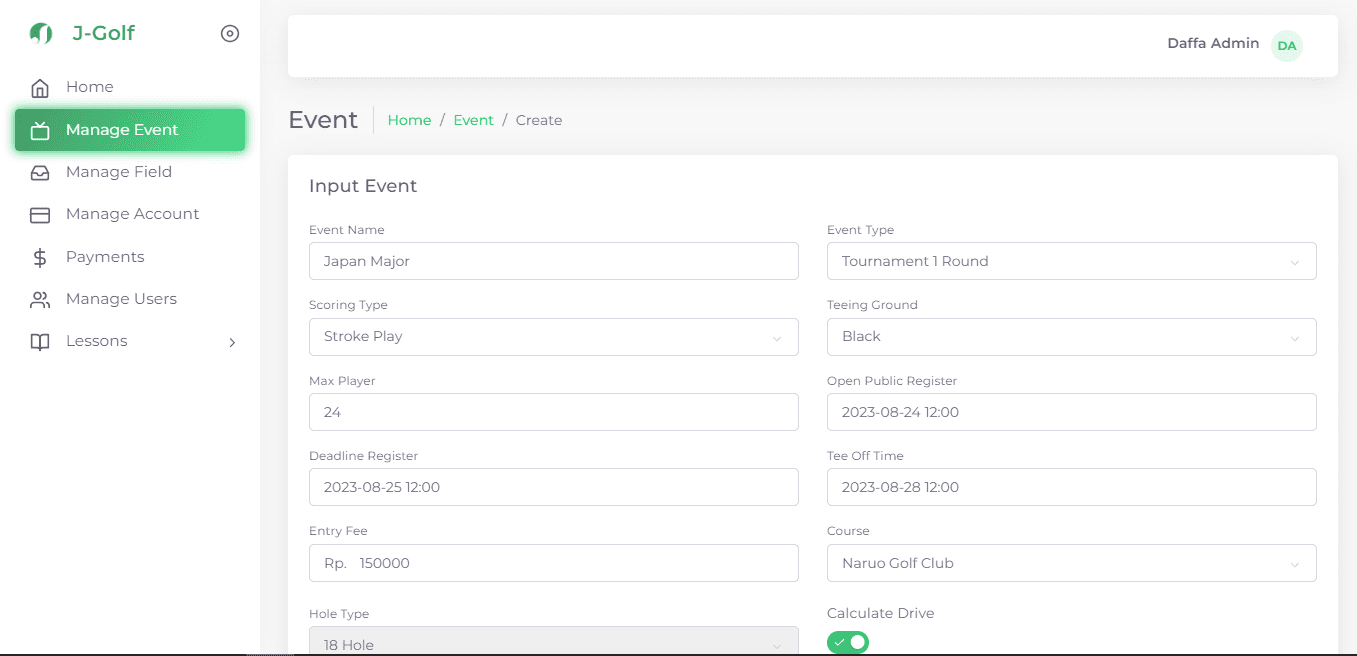 J-Golf
Home
Manage Event
Manage Field
Manage Account
Payments
Manage Users
Lessons
Daffa Admin DA
Event Home / Event / Create
Input Event
Event Name
Japan Major
Event Type
Tournament 1 Round
Scoring Type
Stroke Play
Teeing Ground
Black
Max Player
24
Open Public Register
2023-08-24 12:00
Deadline Register
2023-08-25 12:00
Tee Off Time
2023-08-28 12:00
Entry Fee
Rp. 150000
Course
Naruo Golf Club
Hole Type
18 Hole
Calculate Drive